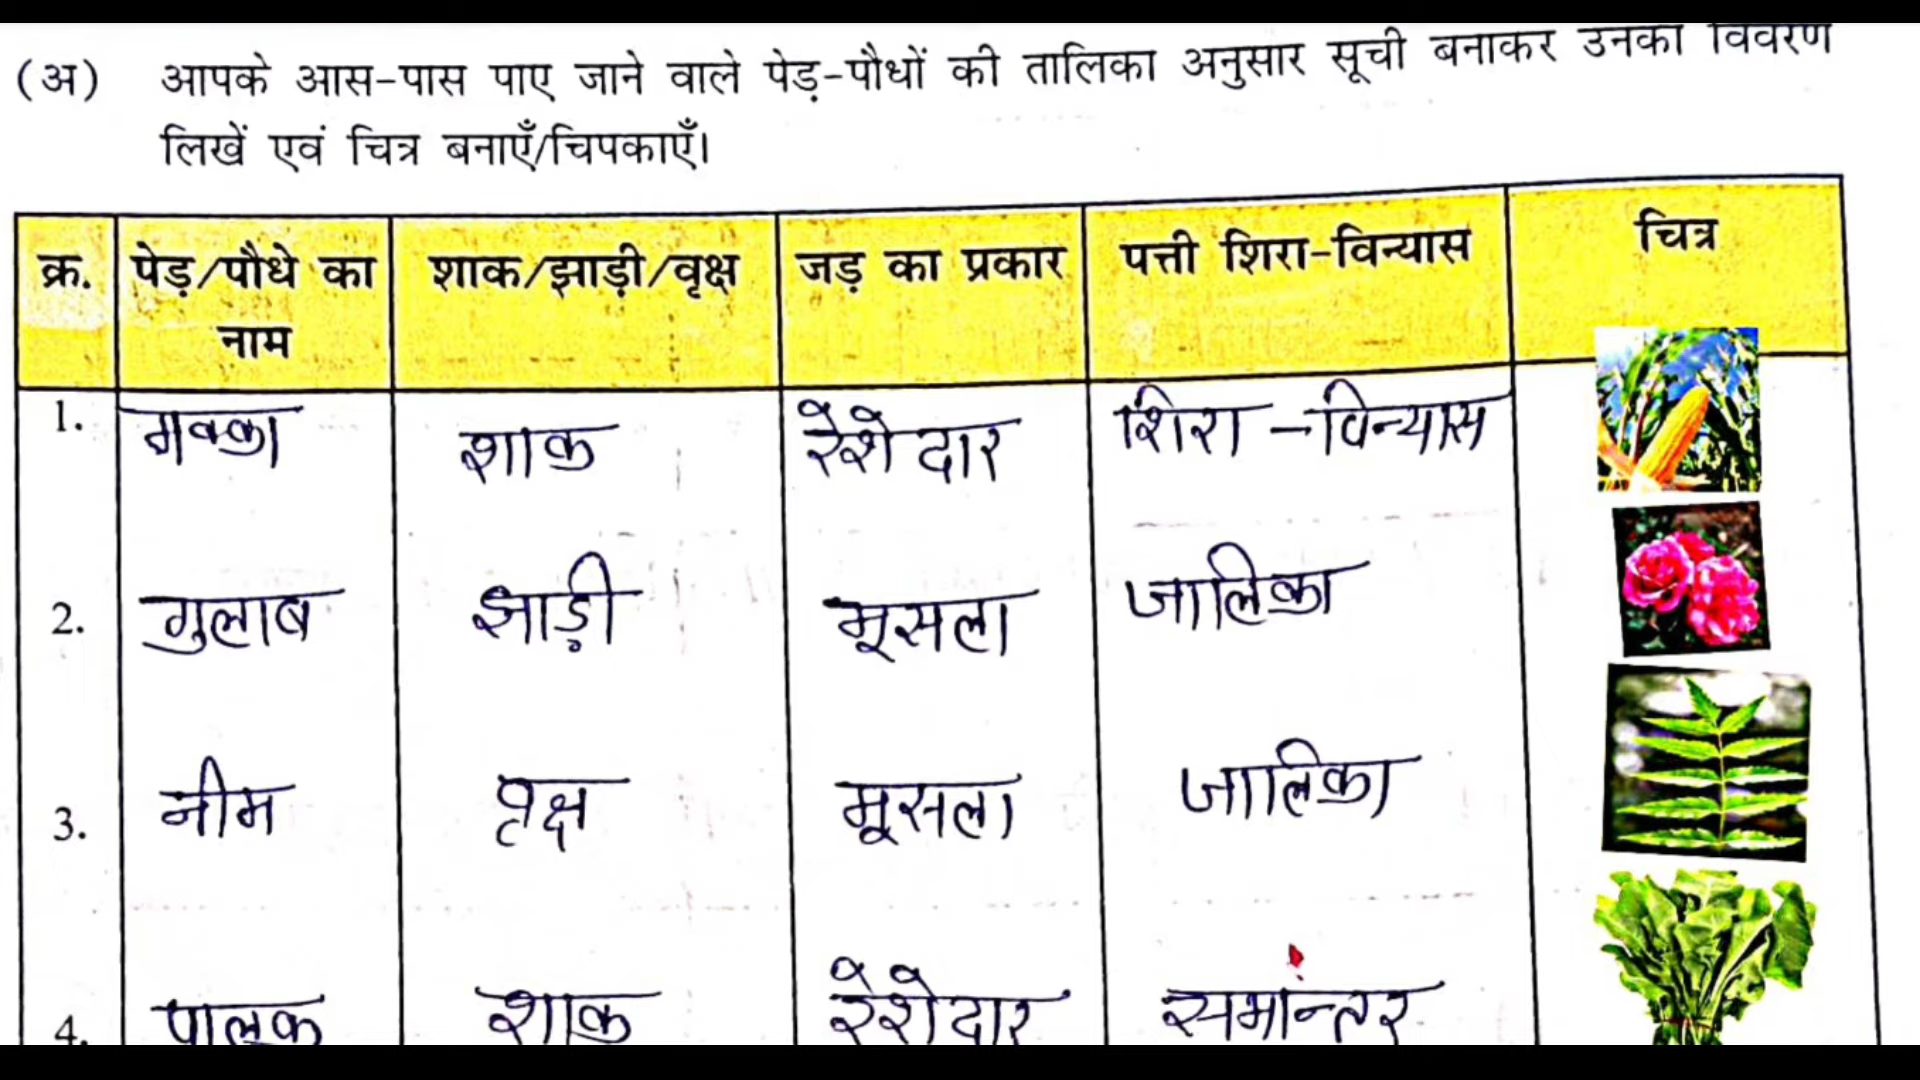 (अ) आपके आस-पास पाए जाने वाले पेड़-पौधों की तालिका अनुसार सूची बनाकर उनका विवरण
लिखें एवं चित्र बनाएँ/चिपकाएँ।
क्र. पेड़/पौधे का नाम शाक/झाड़ी/वृक्ष जड़ का प्रकार पत्ती शिरा-विन्यास चित्र
1. मक्का शाक रेशेदार शिरा-विन्यास
2. गुलाब झाड़ी मूसला जालिका
3. नीम वृक्ष मूसला जालिका
4. पालक शाक रेशेदार समांन्तर